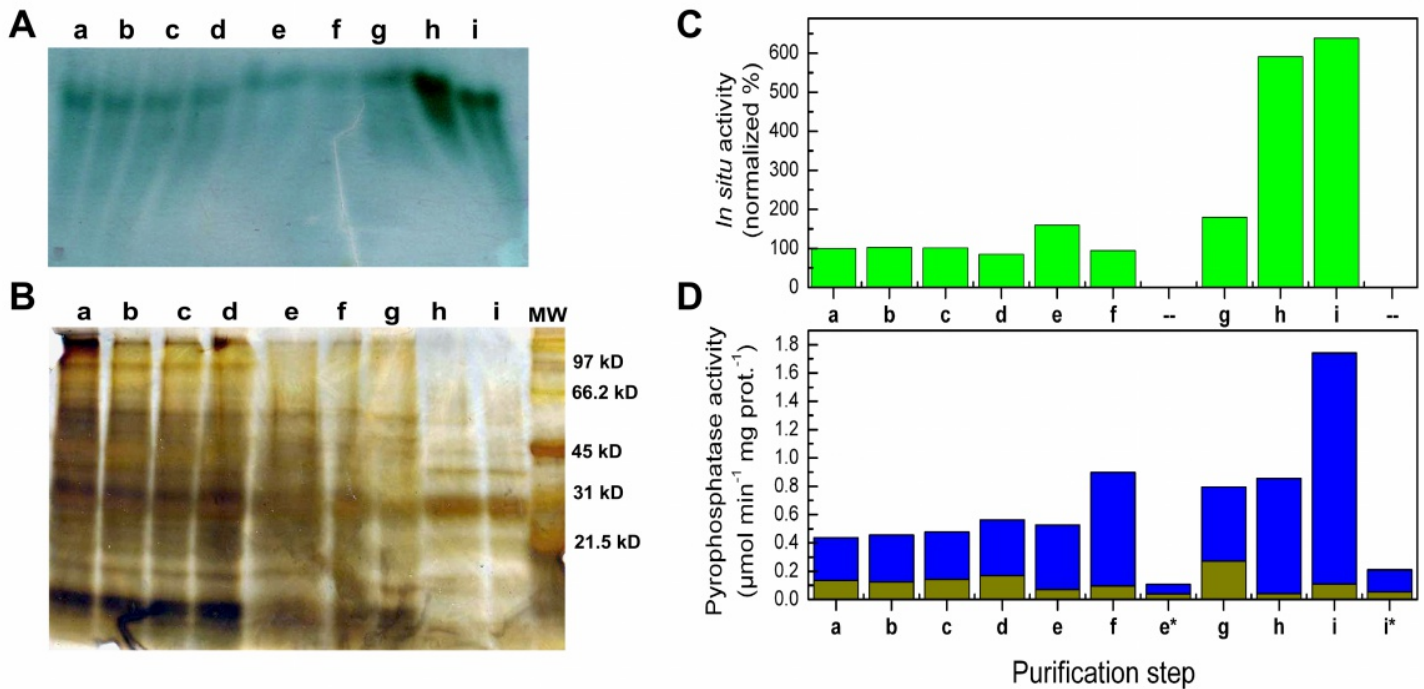 A
a b c d e f g h i
B
a b c d e f g h i MW
97 kD
66.2 kD
45 kD
31 kD
21.5 kD
C
In situ activity
(normalized %)
600
500
400
300
200
100
0
a b c d e f -- g h i --
D
Pyrophosphatase activity
(µmol min⁻¹ mg prot.⁻¹)
1.8
1.6
1.4
1.2
1.0
0.8
0.6
0.4
0.2
0.0
a b c d e f e* g h i i*
Purification step